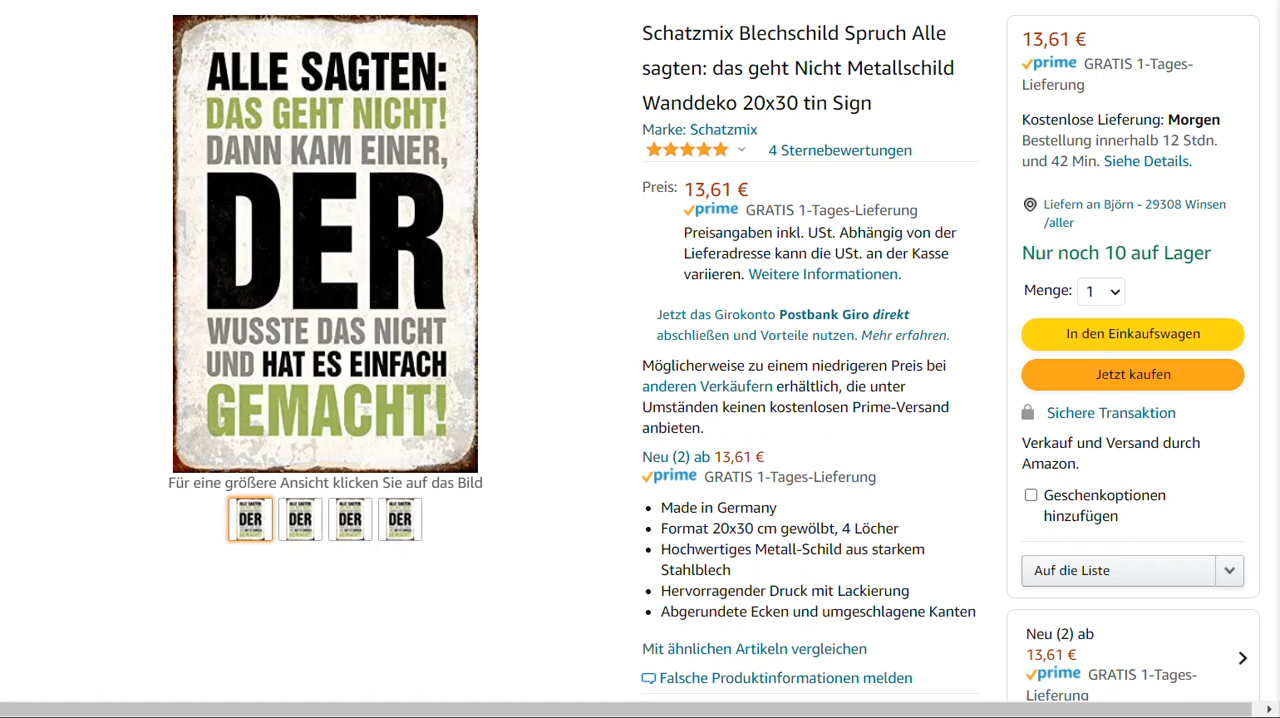 ALLE SAGTEN:
DAS GEHT NICHT!
DANN KAM EINER,
DER
WUSSTE DAS NICHT
UND HAT ES EINFACH
GEMACHT!
Für eine größere Ansicht klicken Sie auf das Bild
Schatzmix Blechschild Spruch Alle
sagten: das geht Nicht Metallschild
Wanddeko 20x30 tin Sign
Marke: Schatzmix
4 Sternebewertungen
Preis: 13,61 €
prime GRATIS 1-Tages-Lieferung
Preisangaben inkl. USt. Abhängig von der
Lieferadresse kann die USt. an der Kasse
variieren. Weitere Informationen.
Jetzt das Girokonto Postbank Giro direkt
abschließen und Vorteile nutzen. Mehr erfahren.
Möglicherweise zu einem niedrigeren Preis bei
anderen Verkäufern erhältlich, die unter
Umständen keinen kostenlosen Prime-Versand
anbieten.
Neu (2) ab 13,61 €
prime GRATIS 1-Tages-Lieferung
Made in Germany
Format 20x30 cm gewölbt, 4 Löcher
Hochwertiges Metall-Schild aus starkem
Stahlblech
Hervorragender Druck mit Lackierung
Abgerundete Ecken und umgeschlagene Kanten
Mit ähnlichen Artikeln vergleichen
Falsche Produktinformationen melden
13,61 €
prime GRATIS 1-Tages-
Lieferung
Kostenlose Lieferung: Morgen
Bestellung innerhalb 12 Stdn.
und 42 Min. Siehe Details.
Liefern an Björn - 29308 Winsen
/aller
Nur noch 10 auf Lager
Menge: 1
In den Einkaufswagen
Jetzt kaufen
Sichere Transaktion
Verkauf und Versand durch
Amazon.
Geschenkoptionen
hinzufügen
Auf die Liste
Neu (2) ab
13,61 €
prime GRATIS 1-Tages-
Lieferung